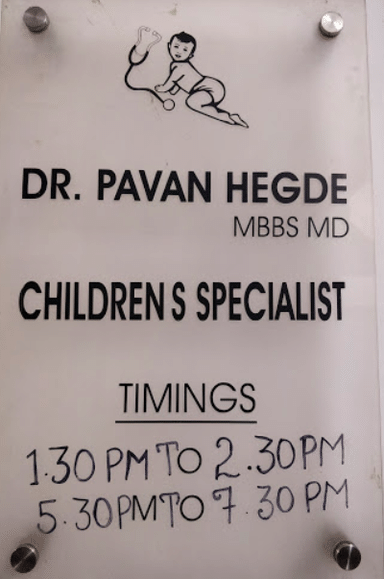 DR. PAVAN HEGDE
MBBS MD
CHILDREN S SPECIALIST
TIMINGS
1.30 PM TO 2.30 PM
5.30 PM TO 7.30 PM